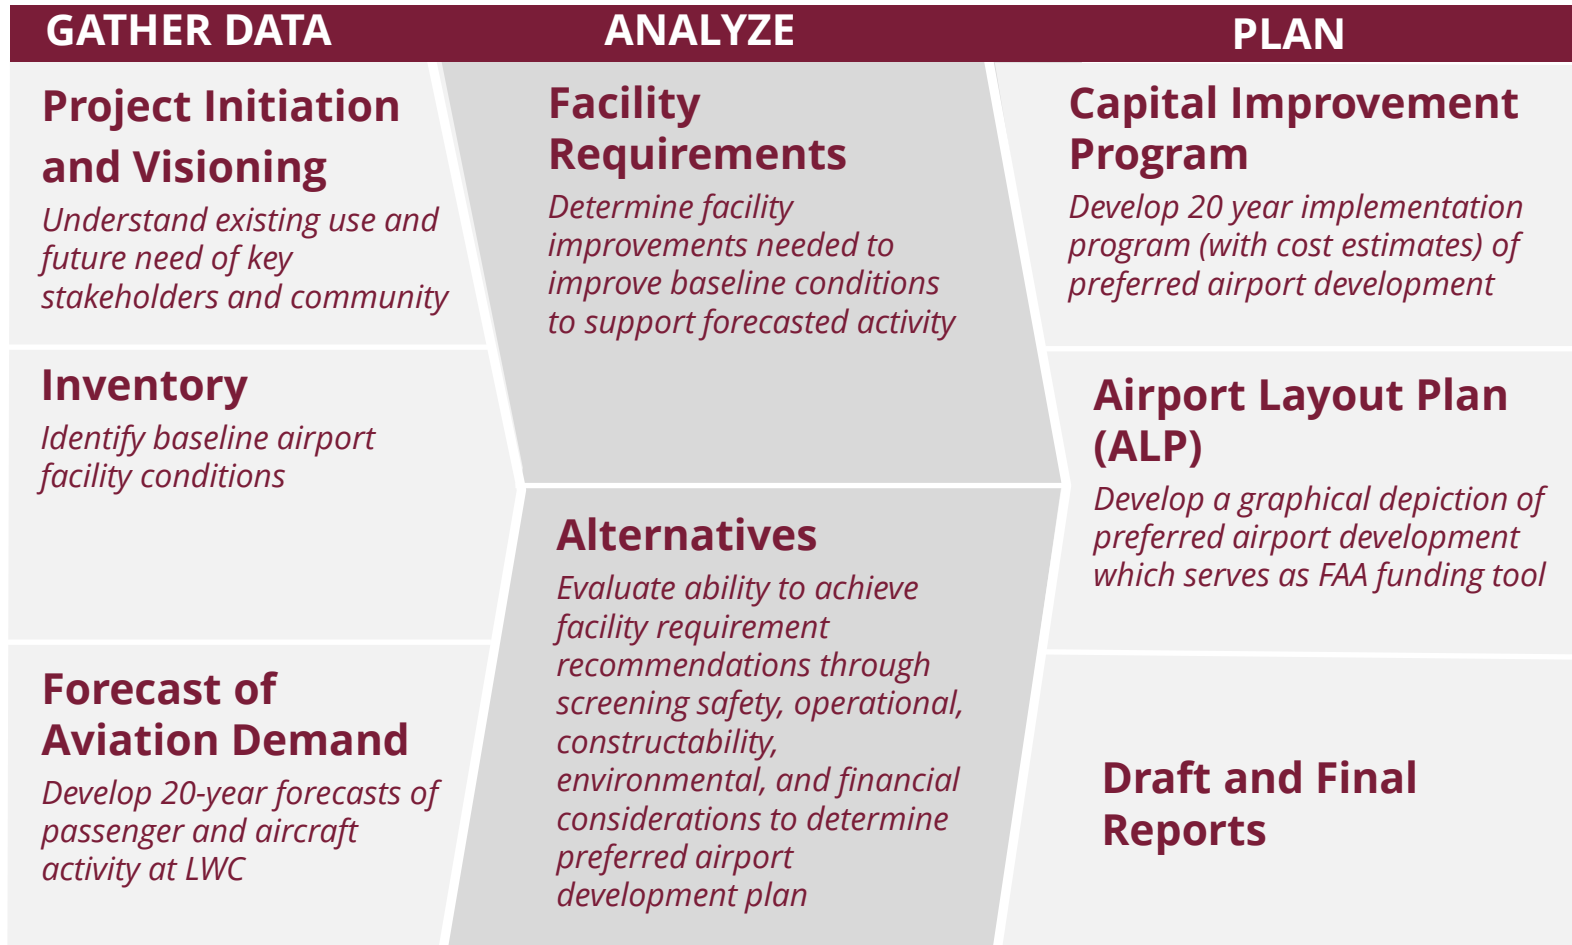 GATHER DATA
ANALYZE
PLAN
Project Initiation
and Visioning
Understand existing use and
future need of key
stakeholders and community
Inventory
Identify baseline airport
facility conditions
Forecast of
Aviation Demand
Develop 20-year forecasts of
passenger and aircraft
activity at LWC
Facility
Requirements
Determine facility
improvements needed to
improve baseline conditions
to support forecasted activity
Alternatives
Evaluate ability to achieve
facility requirement
recommendations through
screening safety, operational,
constructability,
environmental, and financial
considerations to determine
preferred airport
development plan
Capital Improvement
Program
Develop 20 year implementation
program (with cost estimates) of
preferred airport development
Airport Layout Plan
(ALP)
Develop a graphical depiction of
preferred airport development
which serves as FAA funding tool
Draft and Final
Reports